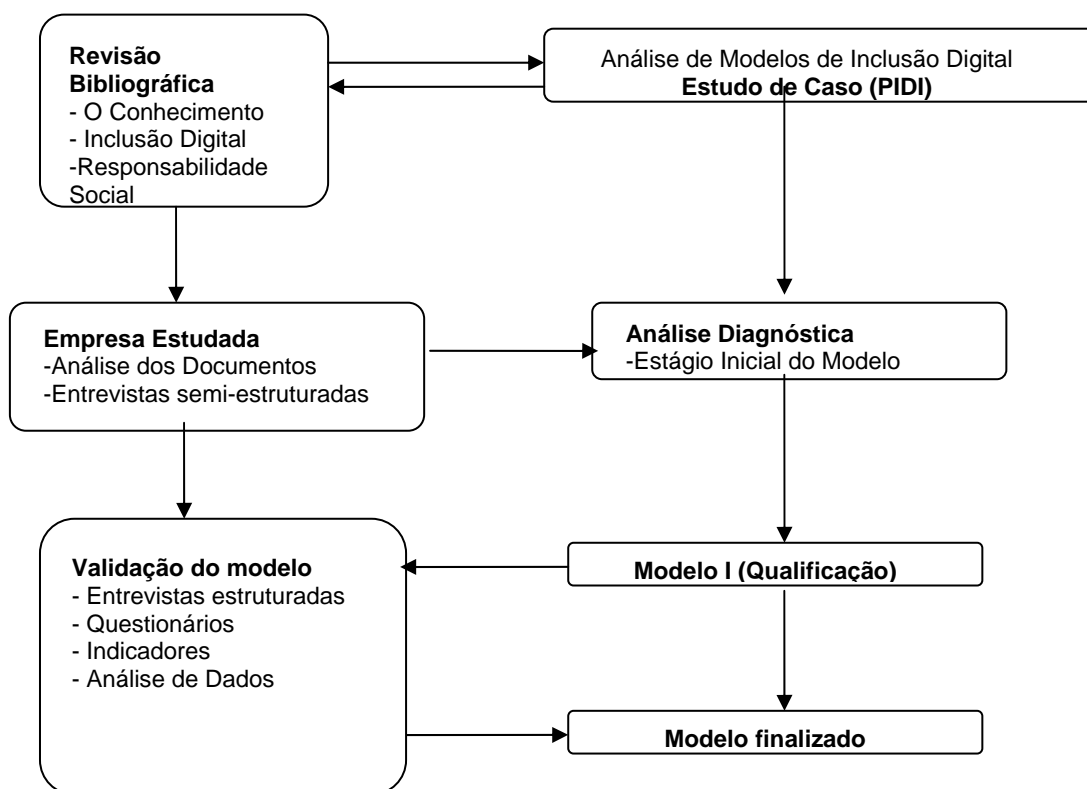 Revisão
Bibliográfica
- O Conhecimento
- Inclusão Digital
-Responsabilidade
Social
Análise de Modelos de Inclusão Digital
Estudo de Caso (PIDI)
Empresa Estudada
-Análise dos Documentos
-Entrevistas semi-estruturadas
Análise Diagnóstica
-Estágio Inicial do Modelo
Validação do modelo
- Entrevistas estruturadas
- Questionários
- Indicadores
- Análise de Dados
Modelo I (Qualificação)
Modelo finalizado